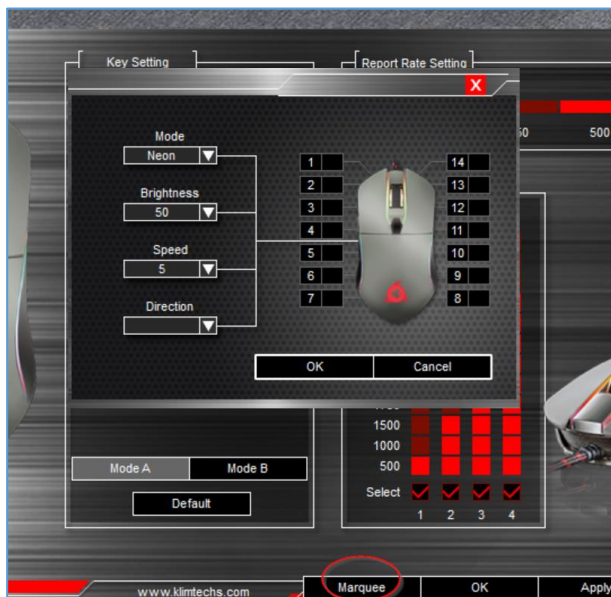 Key Setting
Report Rate Setting
X
Mode
Neon
Brightness
50
Speed
5
Direction
1
2
3
4
5
6
7
14
13
12
11
10
9
8
OK Cancel
500
1500
1000
500
Mode A Mode B
Default
Select
1 2 3 4
www.klimtechs.com
Marquee OK Apply